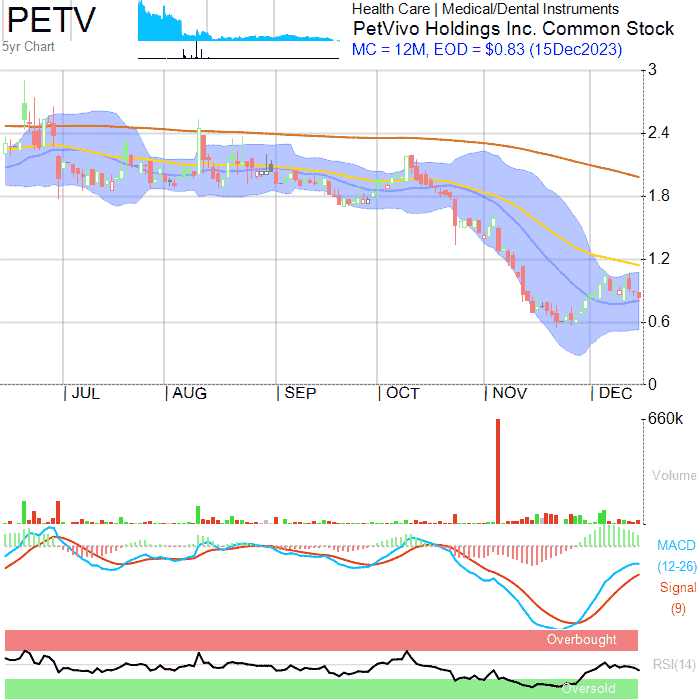 PETV
5yr Chart
Health Care | Medical/Dental Instruments
PetVivo Holdings Inc. Common Stock
MC = 12M, EOD = $0.83 (15Dec2023)
3
2.4
1.8
1.2
0.6
0
JUL
AUG
SEP
OCT
NOV
DEC
660k
Volume
MACD
(12-26)
Signal
(9)
Overbought
RSI(14)
Oversold